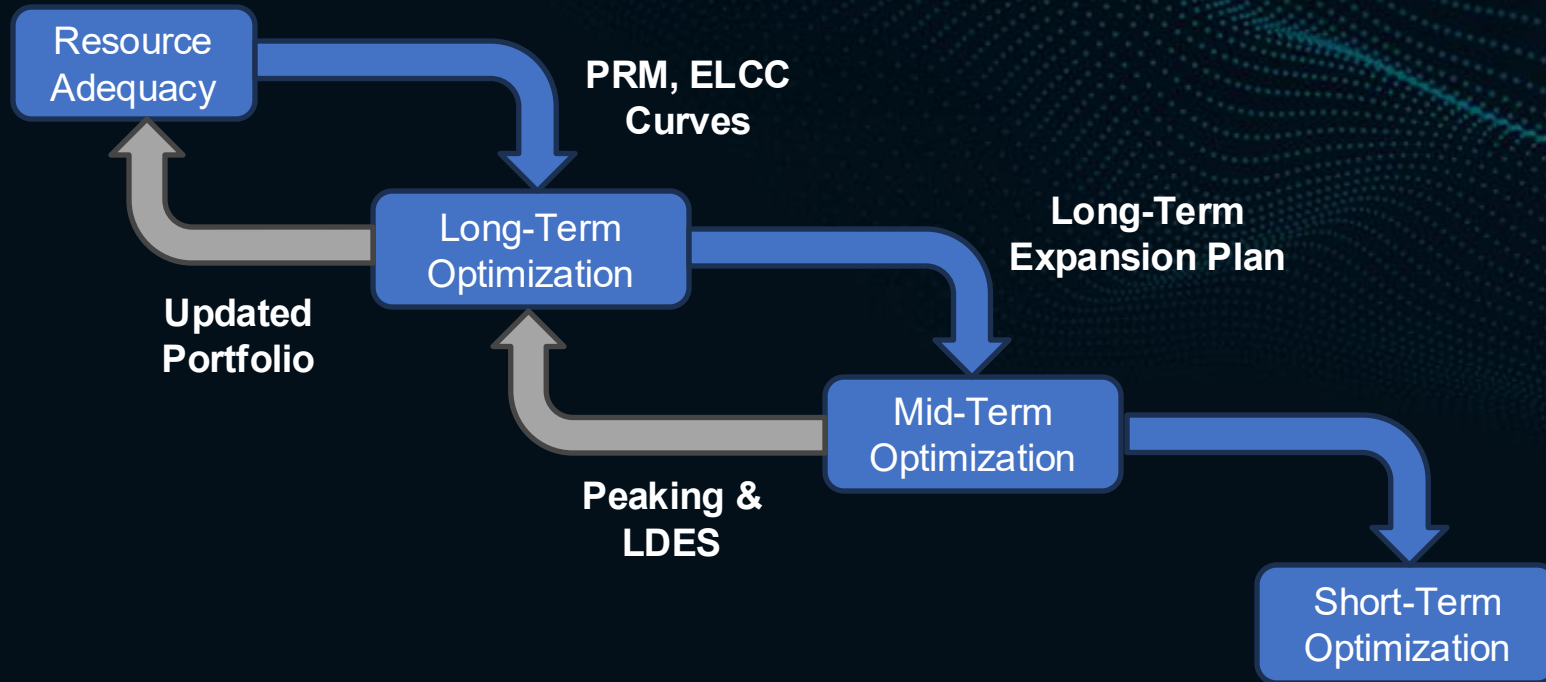 Resource
Adequacy
PRM, ELCC
Curves
Long-Term
Optimization
Long-Term
Expansion Plan
Updated
Portfolio
Mid-Term
Optimization
Peaking &
LDES
Short-Term
Optimization